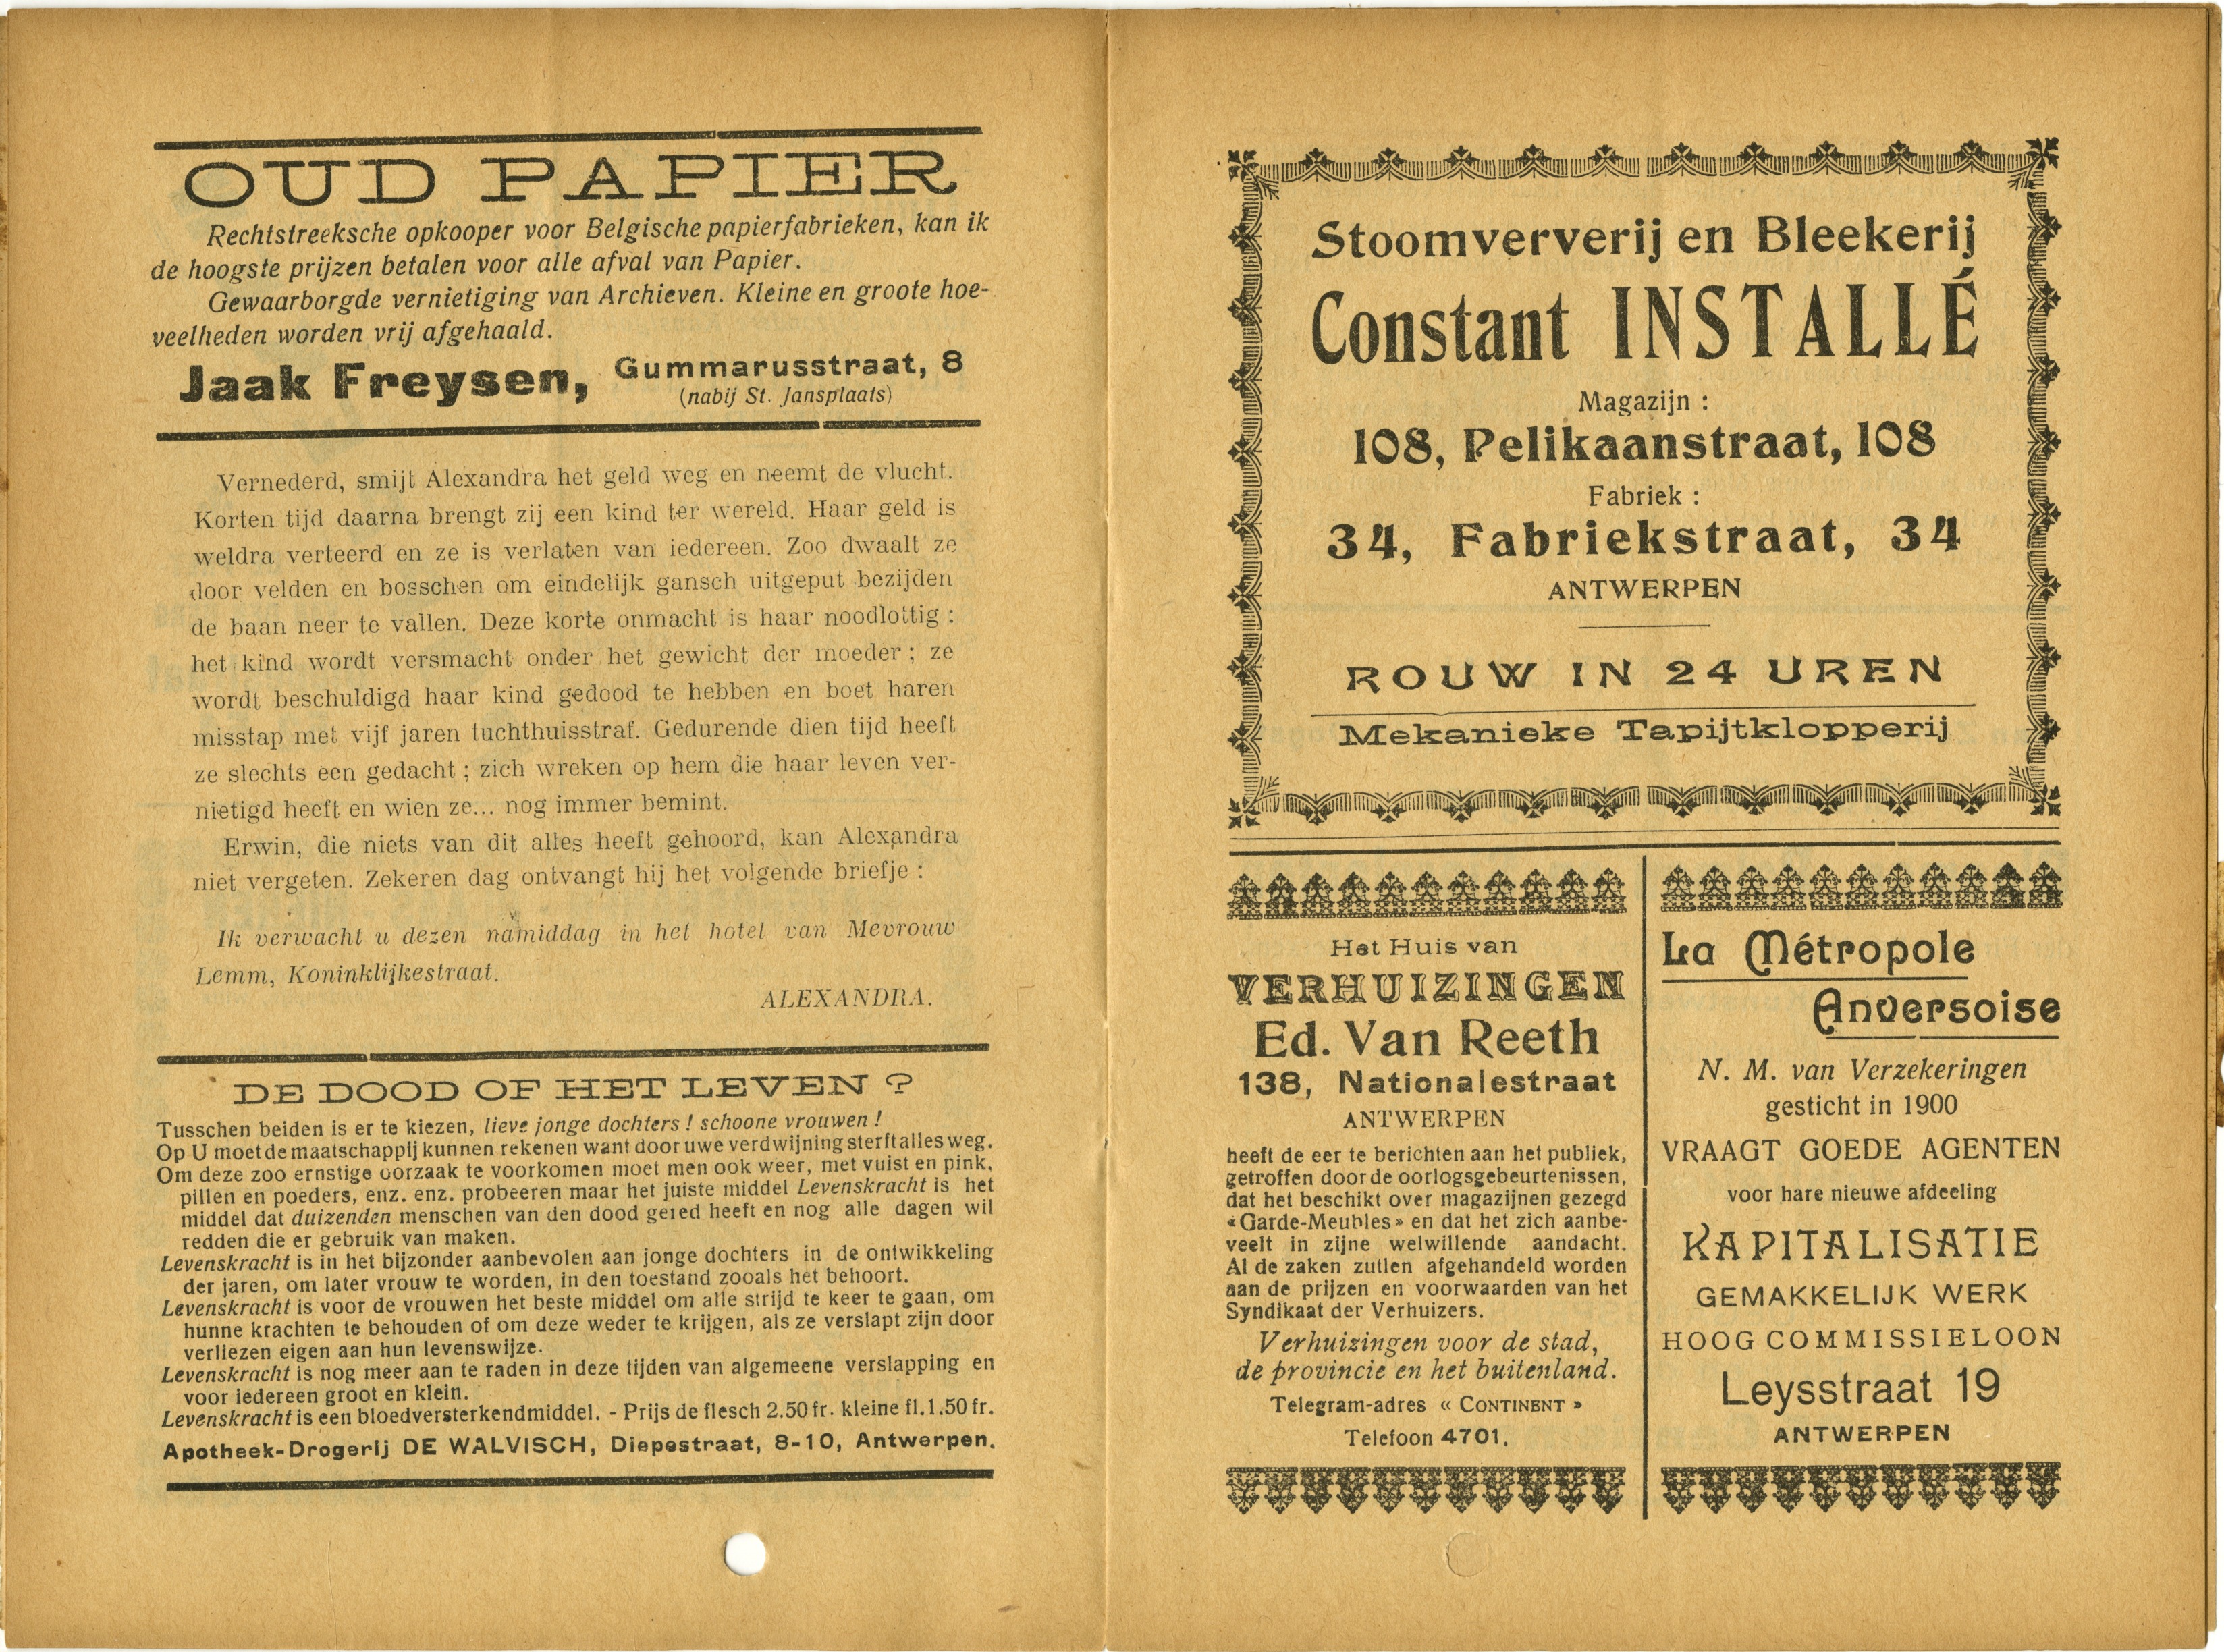 OUD PAPIER
Rechtstreeksche opkooper voor Belgische papierfabrieken, kan ik
de hoogste prijzen betalen voor alle afval van Papier.
Gewaarborgde vernietiging van Archieven. Kleine en groote hoe-
veelheden worden vrij afgehaald.
Jaak Freysen, Gummarusstraat, 8
(nabij St. Jansplaats)
Vernederd, smijt Alexandra het geld weg en neemt de vlucht.
Korten tijd daarna brengt zij een kind ter wereld. Haar geld is
weldra verteerd en ze is verlaten van iedereen. Zoo dwaalt ze
door velden en bosschen om eindelijk gansch uitgeput bezijden
de baan neer te vallen. Deze korte onmacht is haar noodlottig :
het kind wordt versmacht onder het gewicht der moeder ; ze
wordt beschuldigd haar kind gedood te hebben en boet haren
misstap met vijf jaren tuchthuisstraf. Gedurende dien tijd heeft
ze slechts een gedacht ; zich wreken op hem die haar leven ver-
nietigd heeft en wien ze... nog immer bemint.
Erwin, die niets van dit alles heeft gehoord, kan Alexandra
niet vergeten. Zekeren dag ontvangt hij het volgende briefje :
Ik verwacht u dezen namiddag in het hotel van Mevrouw
Lemm, Koninklijkestraat.
ALEXANDRA.
DE DOOD OF HET LEVEN ?
Tusschen beiden is er te kiezen, lieve jonge dochters ! schoone vrouwen !
Op U moet de maatschappij kunnen rekenen want door uwe verdwijning sterft alles weg.
Om deze zoo ernstige oorzaak te voorkomen moet men ook weer, met vuist en pink,
pillen en poeders, enz. enz. probeeren maar het juiste middel Levenskracht is het
middel dat duizenden menschen van den dood gered heeft en nog alle dagen wil
redden die er gebruik van maken.
Levenskracht is in het bijzonder aanbevolen aan jonge dochters in de ontwikkeling
der jaren, om later vrouw te worden, in den toestand zooals het behoort.
Levenskracht is voor de vrouwen het beste middel om alle strijd te keer te gaan, om
hunne krachten te behouden of om deze weder te krijgen, als ze verslapt zijn door
verliezen eigen aan hun levenswijze.
Levenskracht is nog meer aan te raden in deze tijden van algemeene verslapping en
voor iedereen groot en klein.
Levenskracht is een bloedversterkendmiddel. - Prijs de flesch 2.50 fr. kleine fl. 1.50 fr.
Apotheek-Drogerij DE WALVISCH, Diepestraat, 8-10, Antwerpen.
Stoomververij en Bleekerij
Constant INSTALLÉ
Magazijn :
108, Pelikaanstraat, 108
Fabriek :
34, Fabriekstraat, 34
ANTWERPEN
ROUW IN 24 UREN
Mekanieke Tapijtklopperij
Het Huis van
VERHUIZINGEN
Ed. Van Reeth
138, Nationalestraat
ANTWERPEN
heeft de eer te berichten aan het publiek,
getroffen door de oorlogsgebeurtenissen,
dat het beschikt over magazijnen gezegd
« Garde-Meubles » en dat het zich aanbe-
veelt in zijne welwillende aandacht.
Al de zaken zullen afgehandeld worden
aan de prijzen en voorwaarden van het
Syndikaat der Verhuizers.
Verhuizingen voor de stad,
de provincie en het buitenland.
Telegram-adres « CONTINENT »
Telefoon 4701.
La Métropole
Anversoise
N. M. van Verzekeringen
gesticht in 1900
VRAAGT GOEDE AGENTEN
voor hare nieuwe afdeeling
KAPITALISATIE
GEMAKKELIJK WERK
HOOG COMMISSIELOON
Leysstraat 19
ANTWERPEN